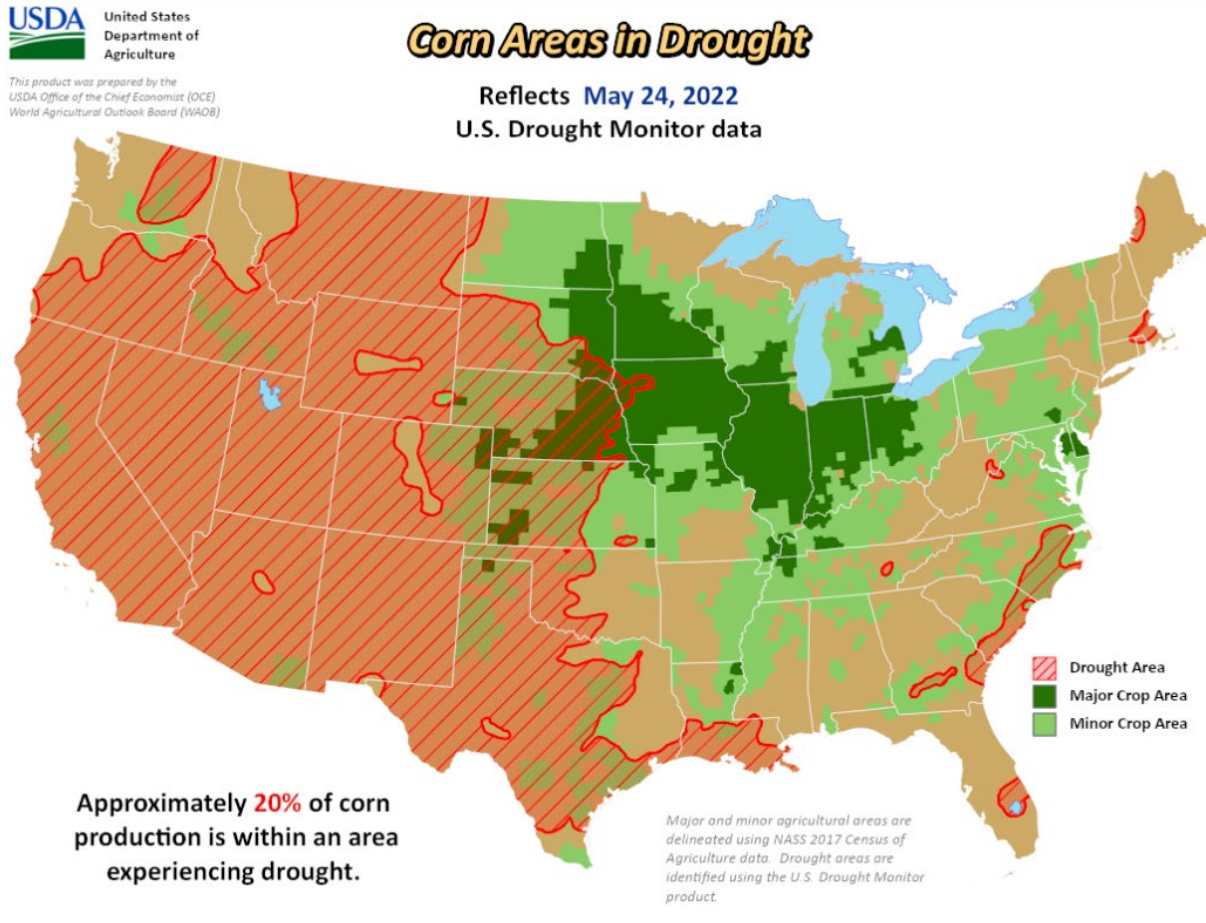 USDA
United States
Department of
Agriculture
This product was prepared by the
USDA Office of the Chief Economist (OCE)
World Agricultural Outlook Board (WAOB)
Corn Areas in Drought
Reflects May 24, 2022
U.S. Drought Monitor data
Drought Area
Major Crop Area
Minor Crop Area
Approximately 20% of corn
production is within an area
experiencing drought.
Major and minor agricultural areas are
delineated using NASS 2017 Census of
Agriculture data. Drought areas are
identified using the U.S. Drought Monitor
product.